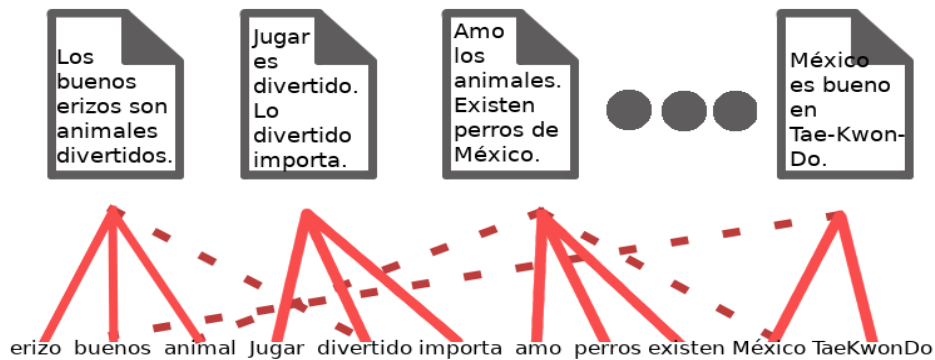 Los
buenos
erizos son
animales
divertidos.
Jugar
es
divertido.
Lo
divertido
importa.
Amo
los
animales.
Existen
perros de
México.
México
es bueno
en
Tae-Kwon-
Do.
erizo buenos animal Jugar divertido importa amo perros existen México TaeKwonDo